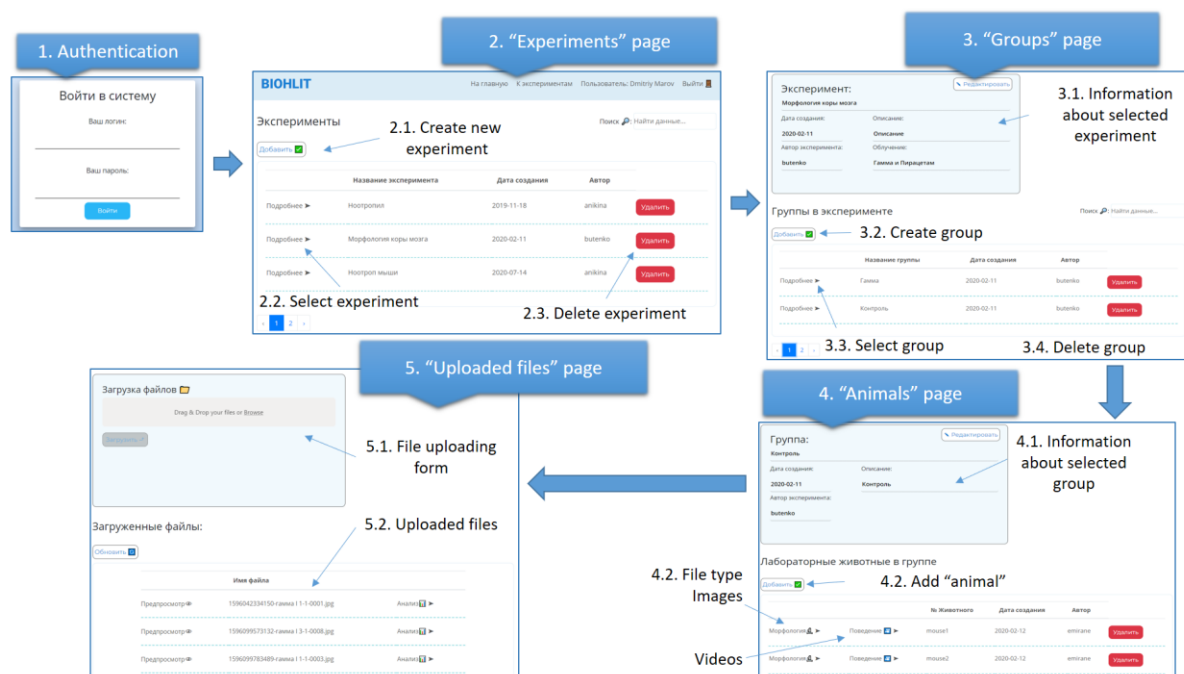 1. Authentication
Войти в систему
Ваш логин:
Ваш пароль:
Войти
2. “Experiments” page
BIOHLIT
На главную К экспериментам Пользователь: Dmitriy Marov Выйти
Эксперименты
Поиск : Найти данные...
2.1. Create new
experiment
Добавить
Название эксперимента Дата создания Автор
Подробнее ➤ Ноотропил 2019-11-18 anikina Удалить
Подробнее ➤ Морфология коры мозга 2020-02-11 butenko Удалить
Подробнее ➤ Ноотроп мыши 2020-07-14 anikina Удалить
2.2. Select experiment
2.3. Delete experiment
‹ 1 2 ›
3. “Groups” page
Эксперимент:
Редактировать
Морфология коры мозга
Дата создания: Описание:
2020-02-11 Описание
Автор эксперимента: Облучение:
butenko Гамма и Пирацетам
3.1. Information
about selected
experiment
Группы в эксперименте
Поиск : Найти данные...
Добавить
3.2. Create group
Название группы Дата создания Автор
Подробнее ➤ Гамма 2020-02-11 butenko Удалить
Подробнее ➤ Контроль 2020-02-11 butenko Удалить
‹ 1 2 ›
3.3. Select group
3.4. Delete group
4. “Animals” page
Группа:
Редактировать
Контроль
Дата создания: Описание:
2020-02-11 Контроль
Автор эксперимента:
butenko
4.1. Information
about selected
group
Лабораторные животные в группе
Добавить
4.2. Add “animal”
4.2. File type
Images
Videos
№ Животного Дата создания Автор
Морфология ➤ Поведение ➤ mouse1 2020-02-12 emirane Удалить
Морфология ➤ Поведение ➤ mouse2 2020-02-12 emirane Удалить
5. “Uploaded files” page
Загрузка файлов
Drag & Drop your files or Browse
Загрузить
5.1. File uploading
form
Загруженные файлы:
5.2. Uploaded files
Обновить
Имя файла
Предпросмотр 1596042334150-гамма I 1-1-0001.jpg Анализ ➤
Предпросмотр 1596099573132-гамма I 3-1-0008.jpg Анализ ➤
Предпросмотр 1596099783489-гамма I 1-1-0003.jpg Анализ ➤